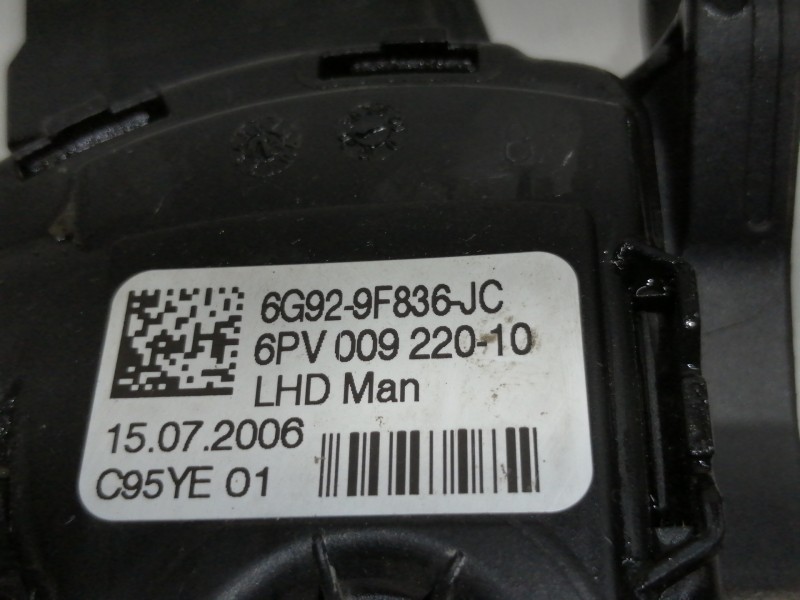 6G92-9F836-JC
6PV 009 220-10
LHD Man
15.07.2006
C95YE 01